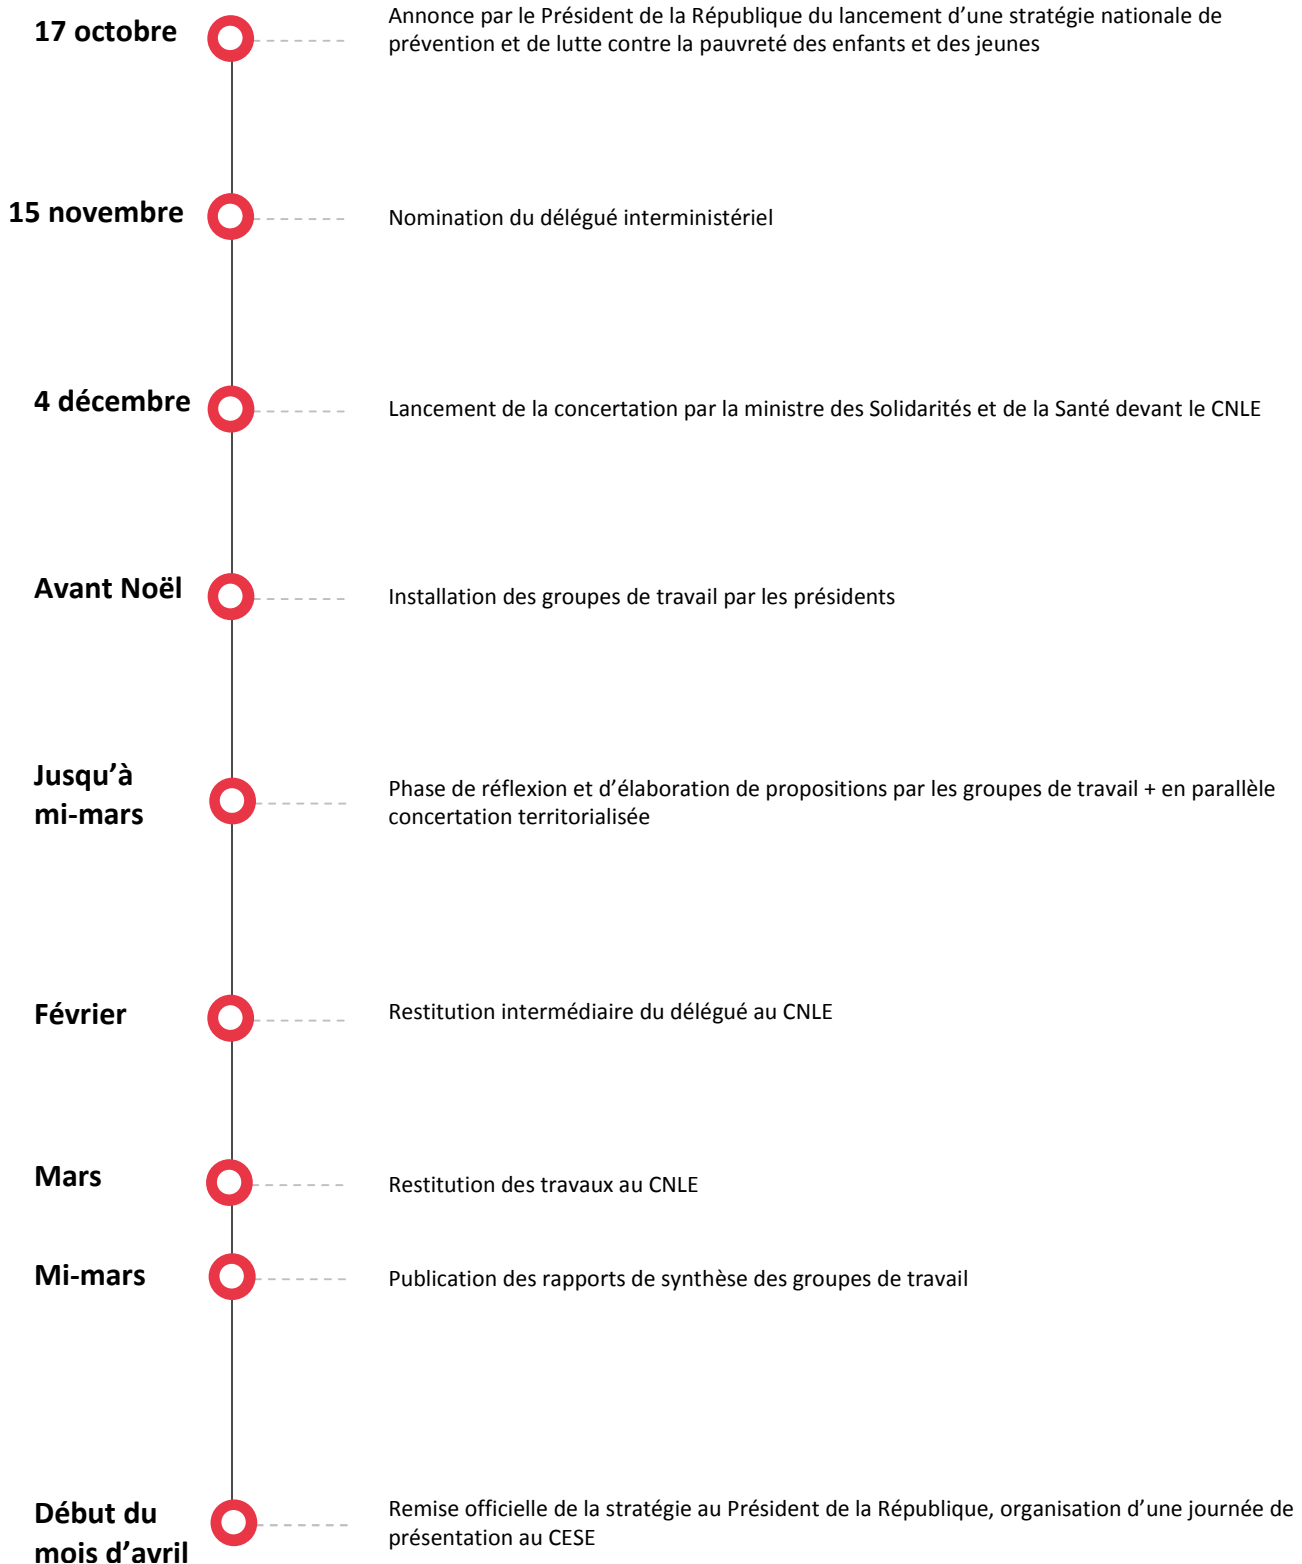 17 octobre
Annonce par le Président de la République du lancement d’une stratégie nationale de
prévention et de lutte contre la pauvreté des enfants et des jeunes
15 novembre
Nomination du délégué interministériel
4 décembre
Lancement de la concertation par la ministre des Solidarités et de la Santé devant le CNLE
Avant Noël
Installation des groupes de travail par les présidents
Jusqu’à
mi-mars
Phase de réflexion et d’élaboration de propositions par les groupes de travail + en parallèle
concertation territorialisée
Février
Restitution intermédiaire du délégué au CNLE
Mars
Restitution des travaux au CNLE
Mi-mars
Publication des rapports de synthèse des groupes de travail
Début du
mois d’avril
Remise officielle de la stratégie au Président de la République, organisation d’une journée de
présentation au CESE